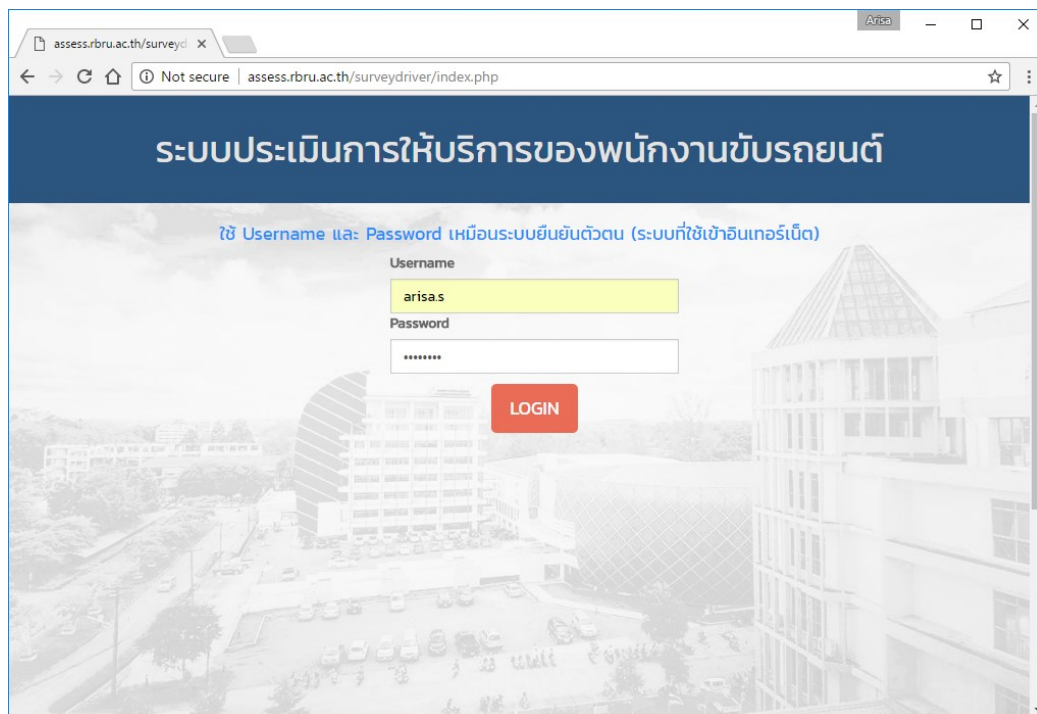 Arisa
assess.rbru.ac.th/surveyd
Not secure | assess.rbru.ac.th/surveydriver/index.php
ระบบประเมินการให้บริการของพนักงานขับรถยนต์
ใช้ Username และ Password เหมือนระบบยืนยันตัวตน (ระบบที่ใช้เข้าอินเทอร์เน็ต)
Username
arisa.s
Password
••••••••
LOGIN